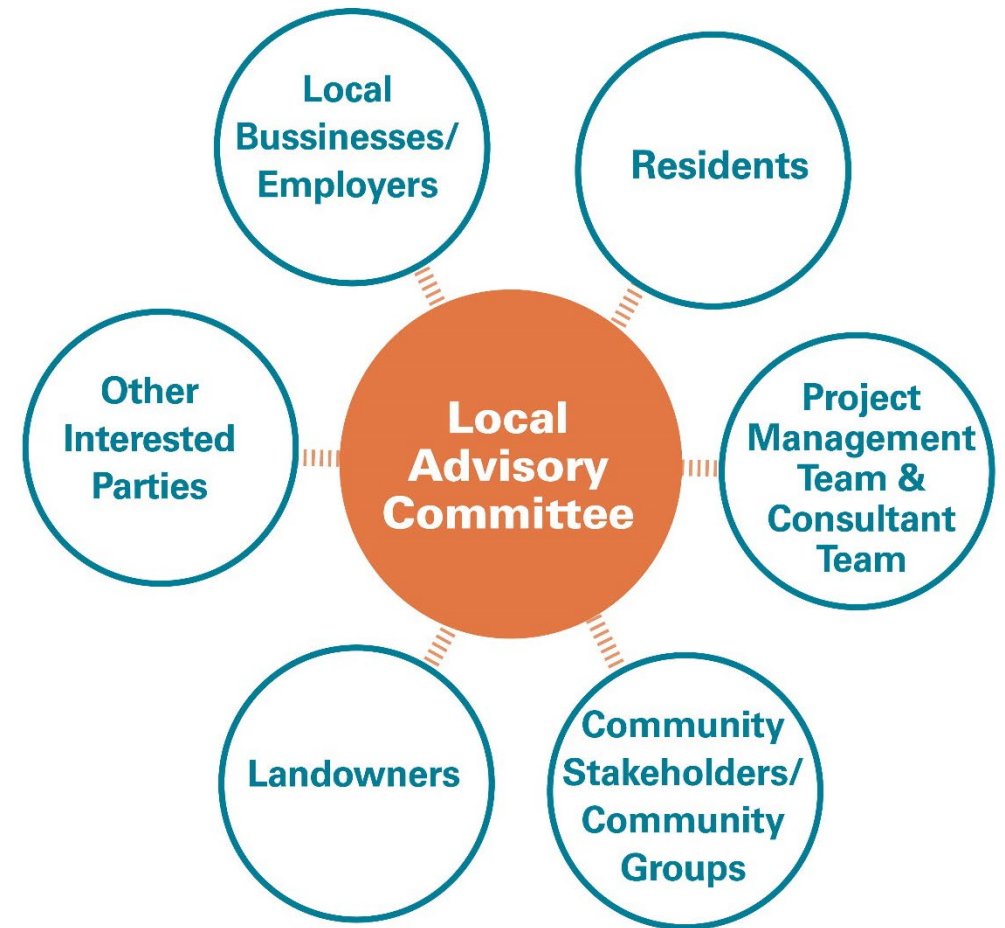 Local
Bussinesses/
Employers
Residents
Other
Interested
Parties
Local
Advisory
Committee
Project
Management
Team &
Consultant
Team
Landowners
Community
Stakeholders/
Community
Groups